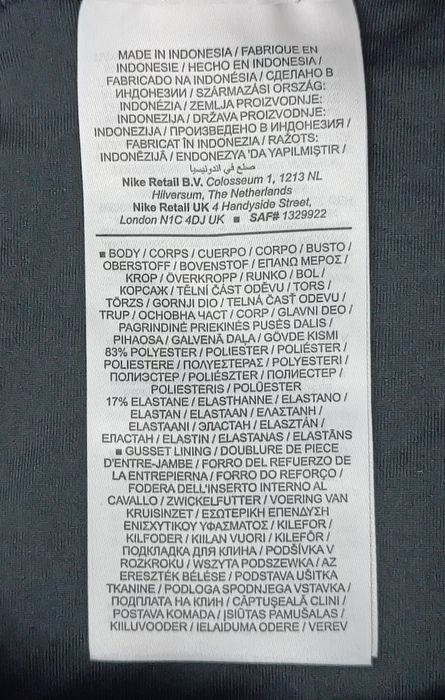 MADE IN INDONESIA / FABRIQUE EN
INDONESIE / HECHO EN INDONESIA /
FABRICADO NA INDONÉSIA / СДЕЛАНО В
ИНДОНЕЗИИ / SZÁRMAZÁSI ORSZÁG:
INDONÉZIA / ZEMLJA PROIZVODNJE:
INDONEZIJA / DRŽAVA PROIZVODNJE:
INDONEZIJA / ПРОИЗВЕДЕНО В ИНДОНЕЗИЯ /
FABRICAT ÎN INDONEZIA / RAŽOTS:
INDONĒZIJĀ / ENDONEZYA 'DA YAPILMIŞTIR /
صنع في اندونيسيا
Nike Retail B.V. Colosseum 1, 1213 NL
Hilversum, The Netherlands
Nike Retail UK 4 Handyside Street,
London N1C 4DJ UK ■ SAF# 1329922
■ BODY / CORPS / CUERPO / CORPO / BUSTO /
OBERSTOFF / BOVENSTOF / ΕΠΑΝΩ ΜΕΡΟΣ /
KROP / ÖVERKROPP / RUNKO / BOL /
КОРСАЖ / TĚLNÍ ČÁST ODĚVU / TORS /
TÖRZS / GORNJI DIO / TELNÁ ČASŤ ODEVU /
TRUP / ОСНОВНА ЧАСТ / CORP / GLAVNI DEO /
PAGRINDINĖ PRIEKINĖS PUSĖS DALIS /
PIHAOSA / GALVENĀ DAĻA / GÖVDE KISMI
83% POLYESTER / POLIESTER / POLIÉSTER /
POLIESTERE / ΠΟΛΥΕΣΤΕΡΑΣ / POLYESTERI /
ПОЛИЭСТЕР / POLIÉSZTER / ПОЛИЕСТЕР /
POLIESTERIS / POLÜESTER
17% ELASTANE / ELASTHANNE / ELASTANO /
ELASTAN / ELASTAAN / ΕΛΑΣΤΑΝΗ /
ELASTAANI / ЭЛАСТАН / ELASZTÁN /
ЕЛАСТАН / ELASTIN / ELASTANAS / ELASTĀNS
■ GUSSET LINING / DOUBLURE DE PIECE
D'ENTRE-JAMBE / FORRO DEL REFUERZO DE
LA ENTREPIERNA / FORRO DO REFORÇO /
FODERA DELL'INSERTO INTERNO AL
CAVALLO / ZWICKELFUTTER / VOERING VAN
KRUISINZET / ΕΣΩΤΕΡΙΚΗ ΕΠΕΝΔΥΣΗ
ΕΝΙΣΧΥΤΙΚΟΥ ΥΦΑΣΜΑΤΟΣ / KILEFOR /
KILFODER / KIILAN VUORI / KILEFÔR /
ПОДКЛАДКА ДЛЯ КЛИНА / PODŠÍVKA V
ROZKROKU / WSZYTA PODSZEWKA / AZ
ERESZTÉK BÉLÉSE / PODSTAVA UŠITKA
TKANINE / PODLOGA SPODNJEGA VSTAVKA /
ПОДПЛАТА НА КЛИН / CĂPTUȘEALĂ CLINI /
POSTAVA KOMADA / ĮSIŪTAS PAMUŠALAS /
KIILUVOODER / IELAIDUMA ODERE / VEREV